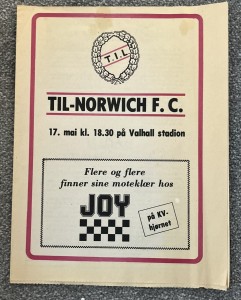 T.I.L.
TIL-NORWICH F. C.
17. mai kl. 18.30 på Valhall stadion
Flere og flere
finner sine moteklær hos
JOY
på KV-
hjørnet